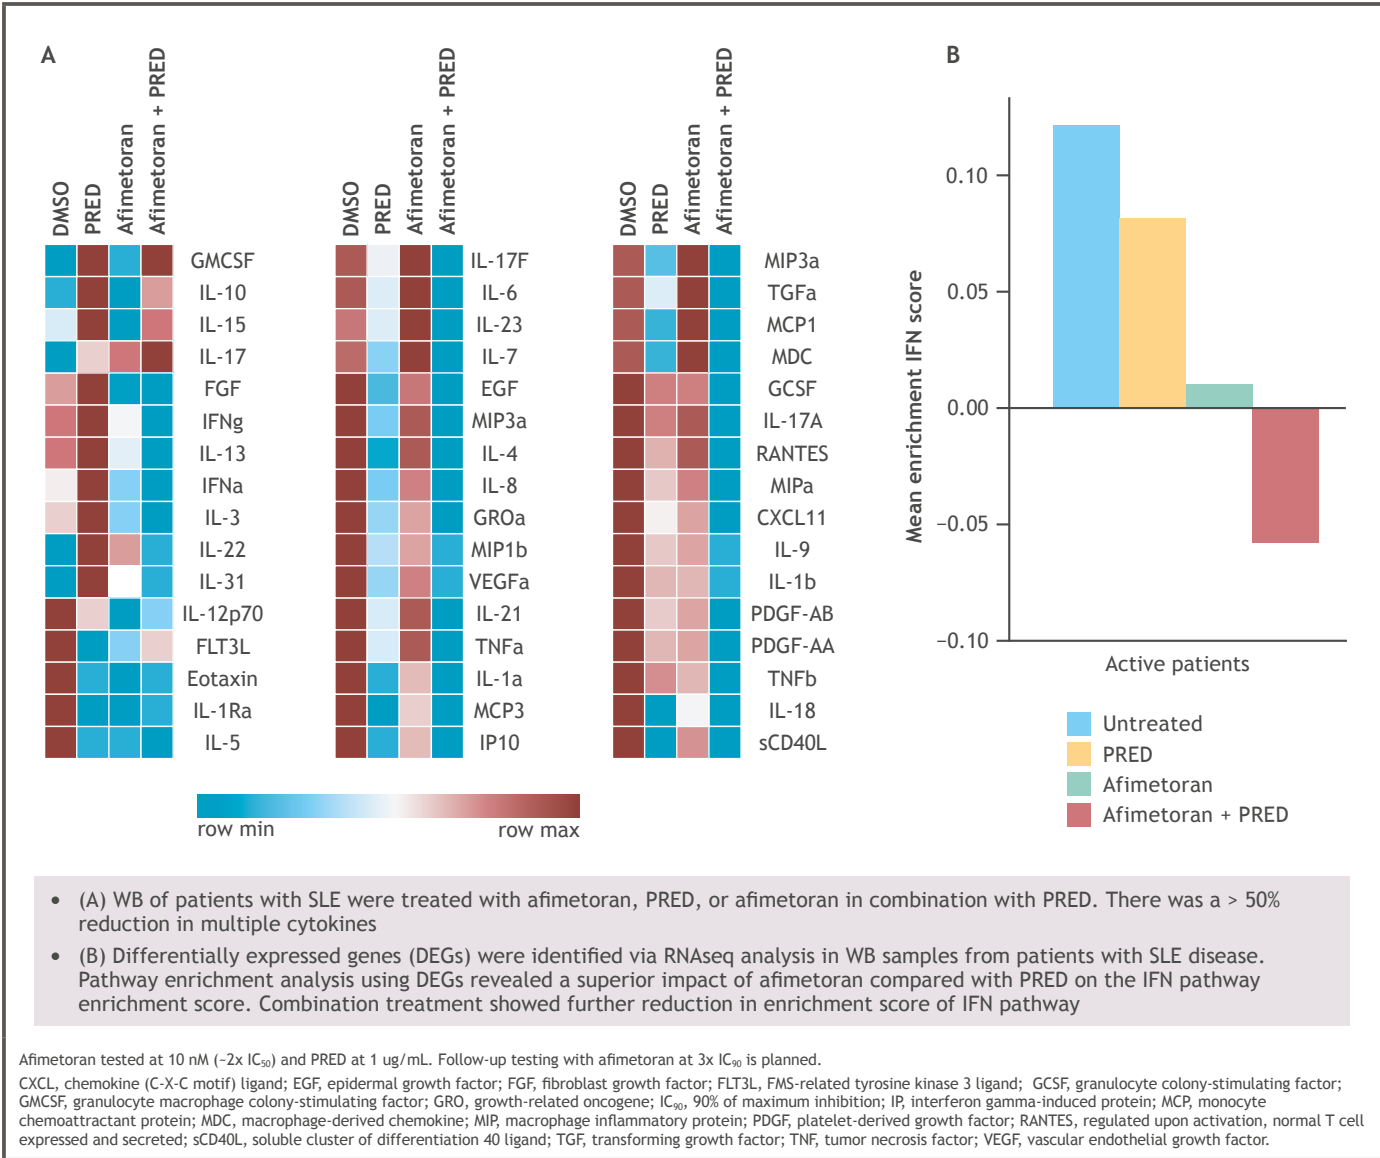 A
DMSO
PRED
Afimetoran
Afimetoran + PRED
GMCSF
IL-10
IL-15
IL-17
FGF
IFNg
IL-13
IFNa
IL-3
IL-22
IL-31
IL-12p70
FLT3L
Eotaxin
IL-1Ra
IL-5
DMSO
PRED
Afimetoran
Afimetoran + PRED
IL-17F
IL-6
IL-23
IL-7
EGF
MIP3a
IL-4
IL-8
GROa
MIP1b
VEGFa
IL-21
TNFa
IL-1a
MCP3
IP10
DMSO
PRED
Afimetoran
Afimetoran + PRED
MIP3a
TGFa
MCP1
MDC
GCSF
IL-17A
RANTES
MIPa
CXCL11
IL-9
IL-1b
PDGF-AB
PDGF-AA
TNFb
IL-18
sCD40L
row min
row max
B
Mean enrichment IFN score
0.10
0.05
0.00
−0.05
−0.10
Active patients
Untreated
PRED
Afimetoran
Afimetoran + PRED
• (A) WB of patients with SLE were treated with afimetoran, PRED, or afimetoran in combination with PRED. There was a > 50%
reduction in multiple cytokines
• (B) Differentially expressed genes (DEGs) were identified via RNAseq analysis in WB samples from patients with SLE disease.
Pathway enrichment analysis using DEGs revealed a superior impact of afimetoran compared with PRED on the IFN pathway
enrichment score. Combination treatment showed further reduction in enrichment score of IFN pathway
Afimetoran tested at 10 nM (~2x IC₅₀) and PRED at 1 ug/mL. Follow-up testing with afimetoran at 3x IC₉₀ is planned.
CXCL, chemokine (C-X-C motif) ligand; EGF, epidermal growth factor; FGF, fibroblast growth factor; FLT3L, FMS-related tyrosine kinase 3 ligand; GCSF, granulocyte colony-stimulating factor;
GMCSF, granulocyte macrophage colony-stimulating factor; GRO, growth-related oncogene; IC₉₀, 90% of maximum inhibition; IP, interferon gamma-induced protein; MCP, monocyte
chemoattractant protein; MDC, macrophage-derived chemokine; MIP, macrophage inflammatory protein; PDGF, platelet-derived growth factor; RANTES, regulated upon activation, normal T cell
expressed and secreted; sCD40L, soluble cluster of differentiation 40 ligand; TGF, transforming growth factor; TNF, tumor necrosis factor; VEGF, vascular endothelial growth factor.